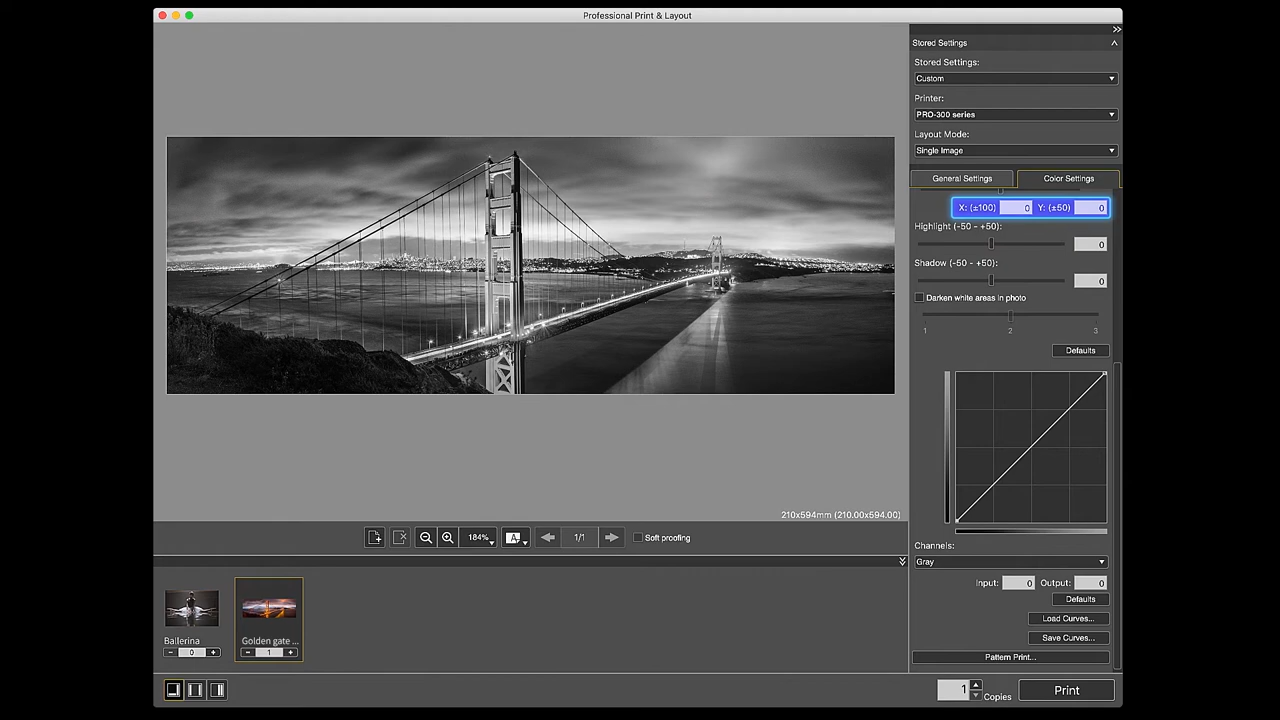 Professional Print & Layout
Stored Settings
Stored Settings:
Custom
Printer:
PRO-300 series
Layout Mode:
Single Image
General Settings
Color Settings
X: (±100) 0 Y: (±50) 0
Highlight (-50 - +50):
0
Shadow (-50 - +50):
0
Darken white areas in photo
1 2 3
Defaults
Channels:
Gray
Input: 0 Output: 0
Defaults
Load Curves...
Save Curves...
Pattern Print...
210x594mm (210.00x594.00)
184% A 1/1 Soft proofing
Ballerina
- 0 +
Golden gate ...
- 1 +
1 Copies
Print